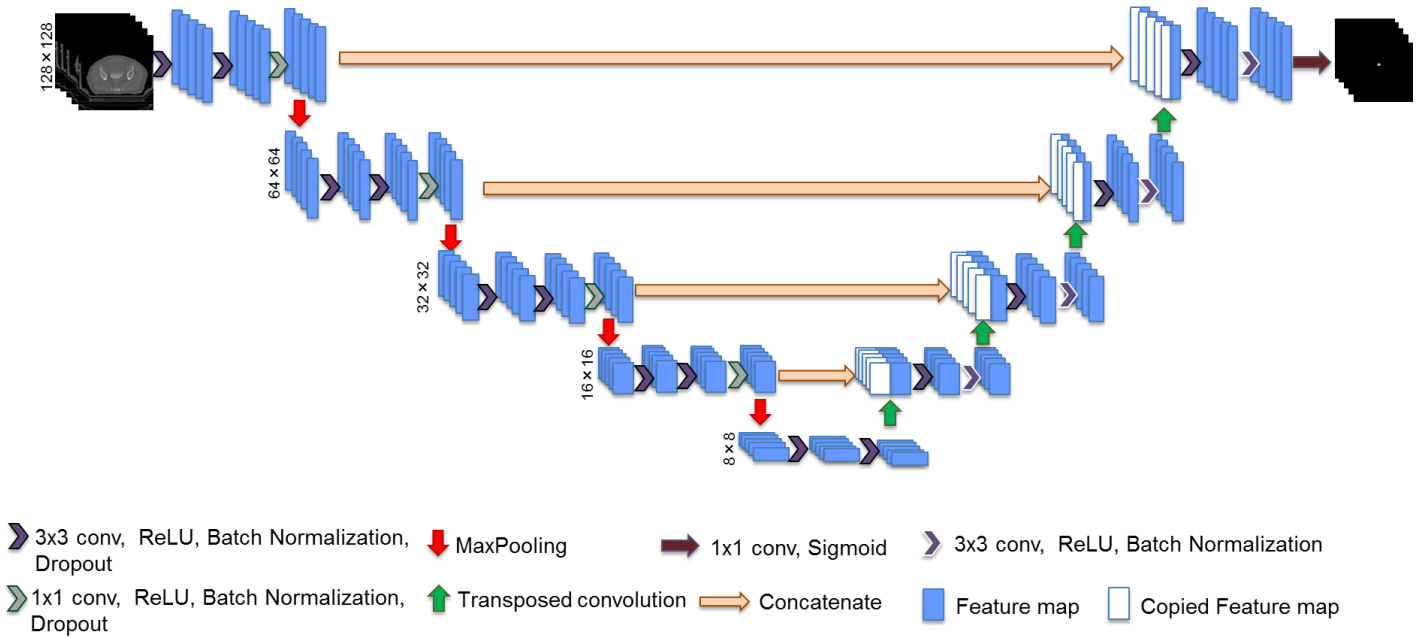 128×128
64×64
32×32
16×16
8×8
3x3 conv, ReLU, Batch Normalization,
Dropout
MaxPooling
1x1 conv, Sigmoid
3x3 conv, ReLU, Batch Normalization
1x1 conv, ReLU, Batch Normalization,
Dropout
Transposed convolution
Concatenate
Feature map
Copied Feature map